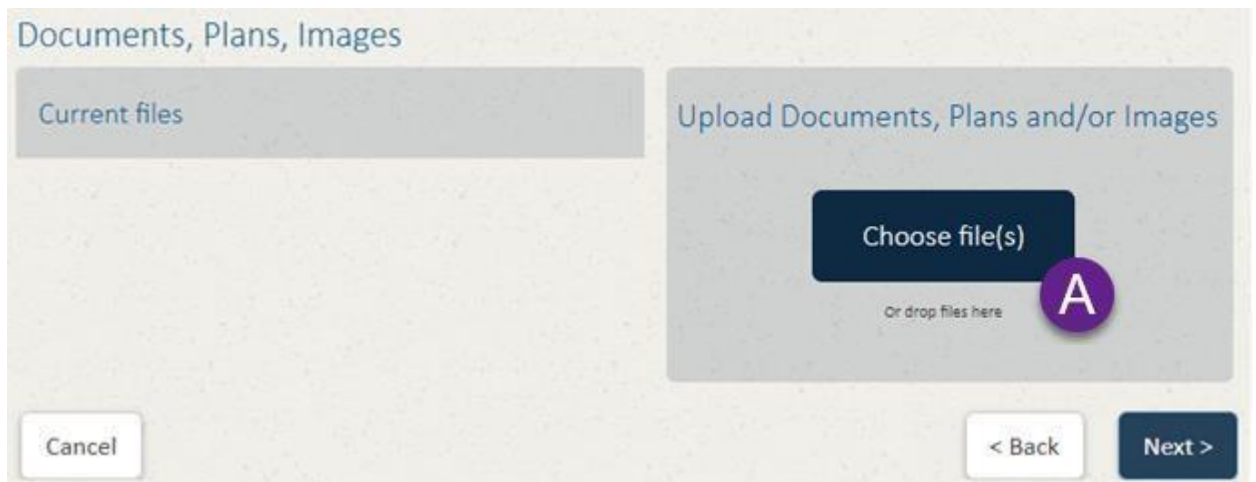 Documents, Plans, Images
Current files
Upload Documents, Plans and/or Images
Choose file(s)
A
Or drop files here
Cancel
< Back
Next >